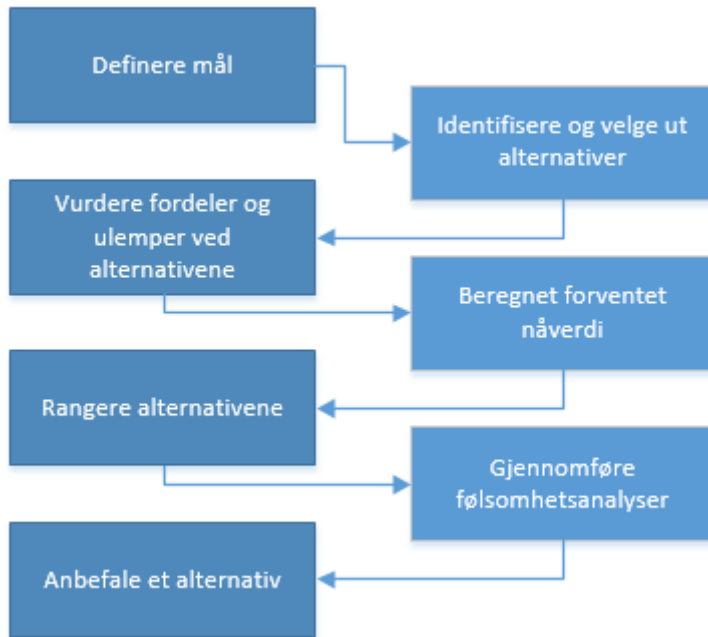 Definere mål
Identifisere og velge ut
alternativer
Vurdere fordeler og
ulemper ved
alternativene
Beregnet forventet
nåverdi
Rangere alternativene
Gjennomføre
følsomhetsanalyser
Anbefale et alternativ